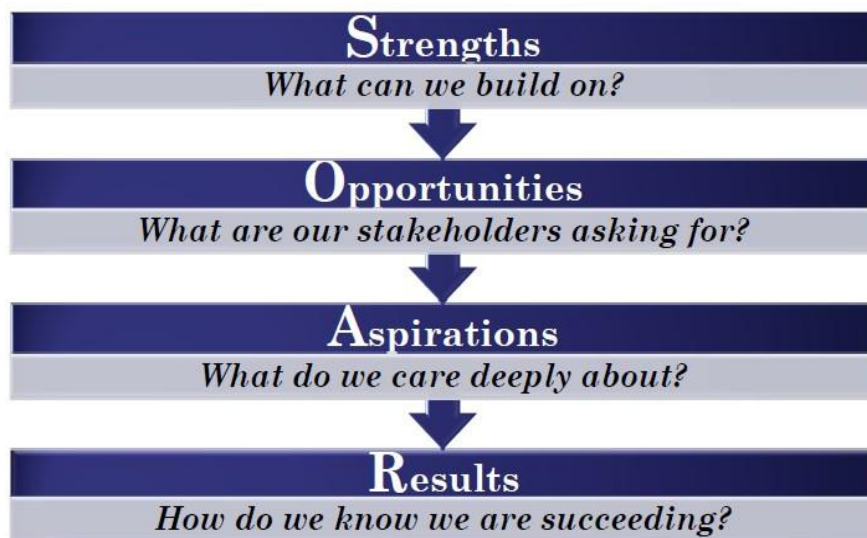 Strengths
What can we build on?
Opportunities
What are our stakeholders asking for?
Aspirations
What do we care deeply about?
Results
How do we know we are succeeding?